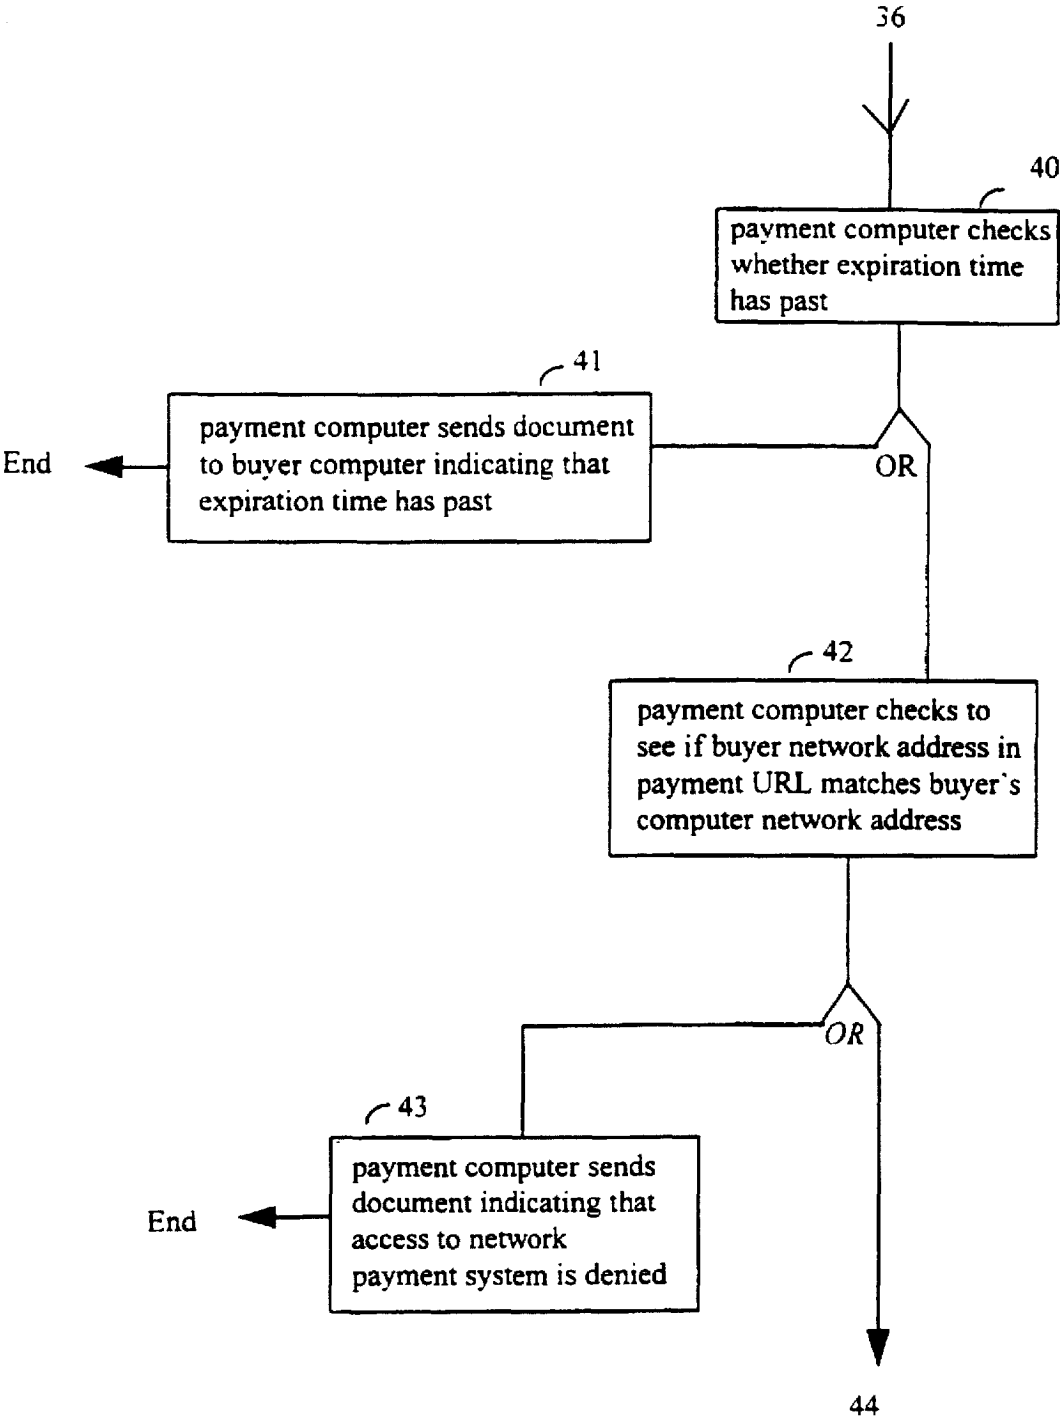 36
40
payment computer checks
whether expiration time
has past
41
payment computer sends document
to buyer computer indicating that
expiration time has past
End
OR
42
payment computer checks to
see if buyer network address in
payment URL matches buyer's
computer network address
OR
43
payment computer sends
document indicating that
access to network
payment system is denied
End
44